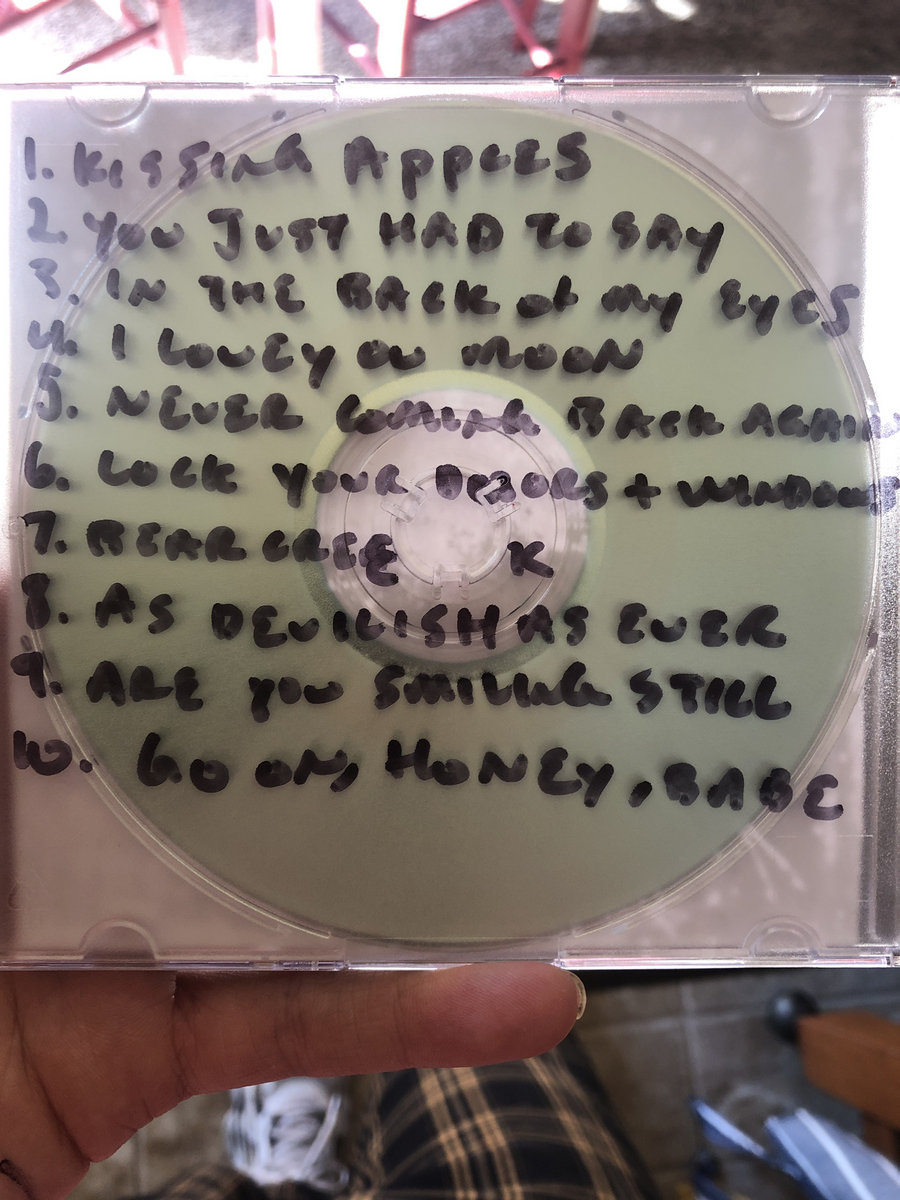 1. KISSING APPLES
2. YOU JUST HAD TO SAY
3. IN THE BACK OF MY EYES
4. I LOVE YOU MOON
5. NEVER COMING BACK AGAIN
6. LOCK YOUR DOORS + WINDOWS
7. BEAR CREEK
8. AS DEVILISH AS EVER
9. ARE YOU SMILING STILL
10. GO ON, HONEY, BABE